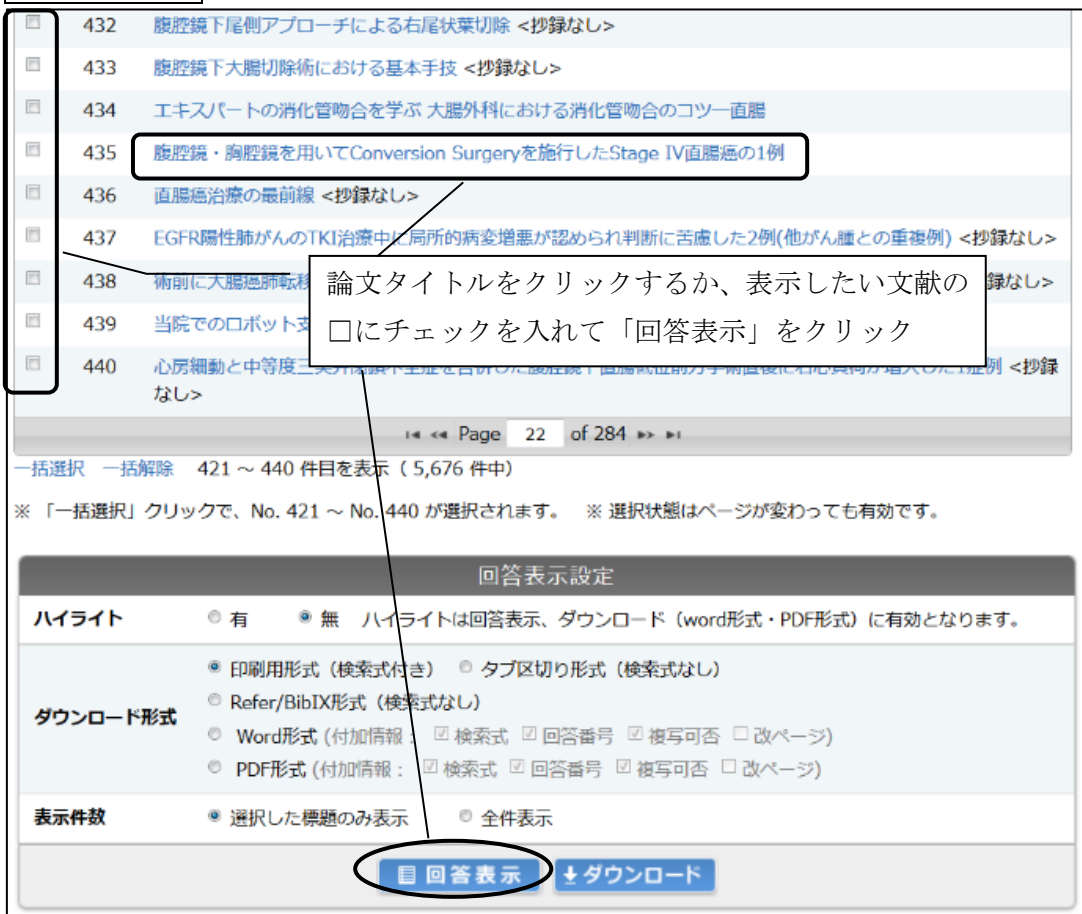 432 腹腔鏡下尾側アプローチによる右尾状葉切除 <抄録なし>
433 腹腔鏡下大腸切除術における基本手技 <抄録なし>
434 エキスパートの消化管吻合を学ぶ 大腸外科における消化管吻合のコツ―直腸
435 腹腔鏡・胸腔鏡を用いてConversion Surgeryを施行したStage IV直腸癌の1例
436 直腸癌治療の最前線 <抄録なし>
437 EGFR陽性肺がんのTKI治療中に局所的病変増悪が認められ判断に苦慮した2例(他がん腫との重複例) <抄録なし>
438 術前に大腸癌肺転移 録なし>
論文タイトルをクリックするか、表示したい文献の
439 当院でのロボット支
□にチェックを入れて「回答表示」をクリック
440 心房細動と中等度三尖弁閉鎖不全症を合併した腹腔鏡下直腸低位前方手術直後に右心負荷が増大した1症例 <抄録
なし>
Page 22 of 284
一括選択 一括解除 421 ～ 440 件目を表示 ( 5,676 件中)
※ 「一括選択」クリックで、No. 421 ～ No. 440 が選択されます。 ※ 選択状態はページが変わっても有効です。
回答表示設定
ハイライト 有 無 ハイライトは回答表示、ダウンロード（word形式・PDF形式）に有効となります。
ダウンロード形式 印刷用形式（検索式付き） タブ区切り形式（検索式なし）
Refer/BibIX形式（検索式なし）
Word形式 (付加情報： 検索式 回答番号 複写可否 改ページ)
PDF形式 (付加情報： 検索式 回答番号 複写可否 改ページ)
表示件数 選択した標題のみ表示 全件表示
回答表示 ダウンロード